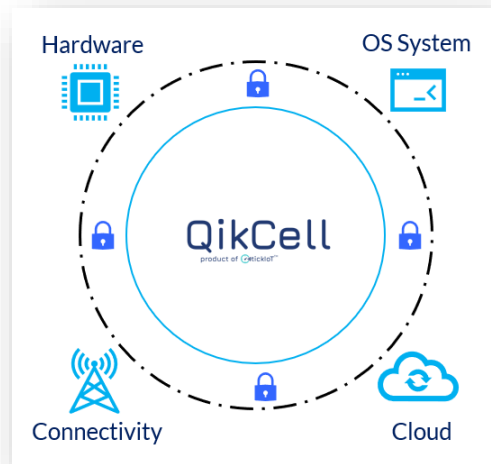 Hardware
OS System
QikCell
product of
Connectivity
Cloud